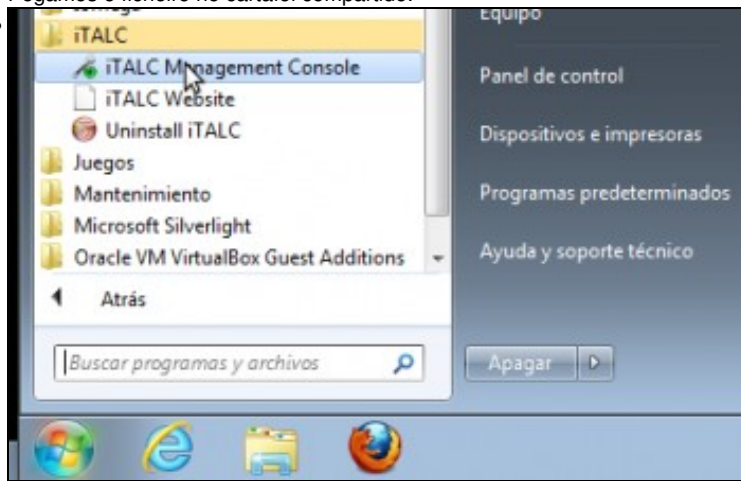 iTALC
iTALC Management Console
iTALC Website
Uninstall iTALC
Juegos
Mantenimiento
Microsoft Silverlight
Oracle VM VirtualBox Guest Additions
Atrás
Buscar programas y archivos
Equipo
Panel de control
Dispositivos e impresoras
Programas predeterminados
Ayuda y soporte técnico
Apagar